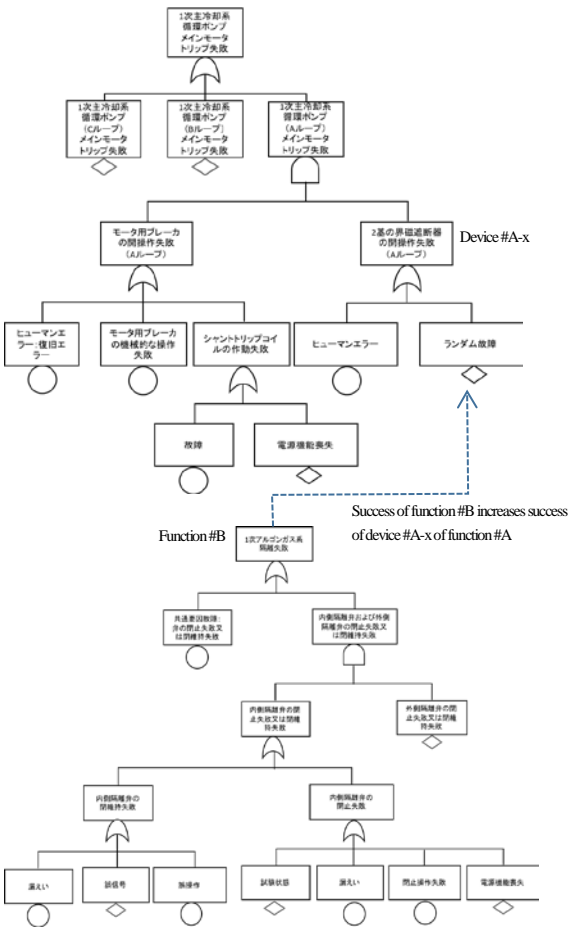 1次主冷却系
循環ポンプ
メインモータ
トリップ失敗
1次主冷却系
循環ポンプ
(Cループ)
メインモータ
トリップ失敗
1次主冷却系
循環ポンプ
(Bループ)
メインモータ
トリップ失敗
1次主冷却系
循環ポンプ
(Aループ)
メインモータ
トリップ失敗
モータ用ブレーカ
の開操作失敗
(Aループ)
2基の界磁遮断器
の開操作失敗
(Aループ)
Device #A-x
ヒューマンエ
ラー:復旧エ
ラー
モータ用ブレーカ
の機械的な操作
失敗
シャントトリップコイ
ルの作動失敗
ヒューマンエラー
ランダム故障
故障
電源機能喪失
Success of function #B increases success
of device #A-x of function #A
Function #B
1次アルゴンガス系
隔離失敗
共通要因故障:
弁の閉止失敗又
は閉維持失敗
内側隔離弁および外側
隔離弁の閉止失敗又
は閉維持失敗
内側隔離弁の閉
止失敗又は閉維
持失敗
外側隔離弁の閉
止失敗又は閉維
持失敗
内側隔離弁の
閉維持失敗
内側隔離弁の
閉止失敗
漏えい
誤信号
誤操作
試験状態
漏えい
閉止操作失敗
電源機能喪失